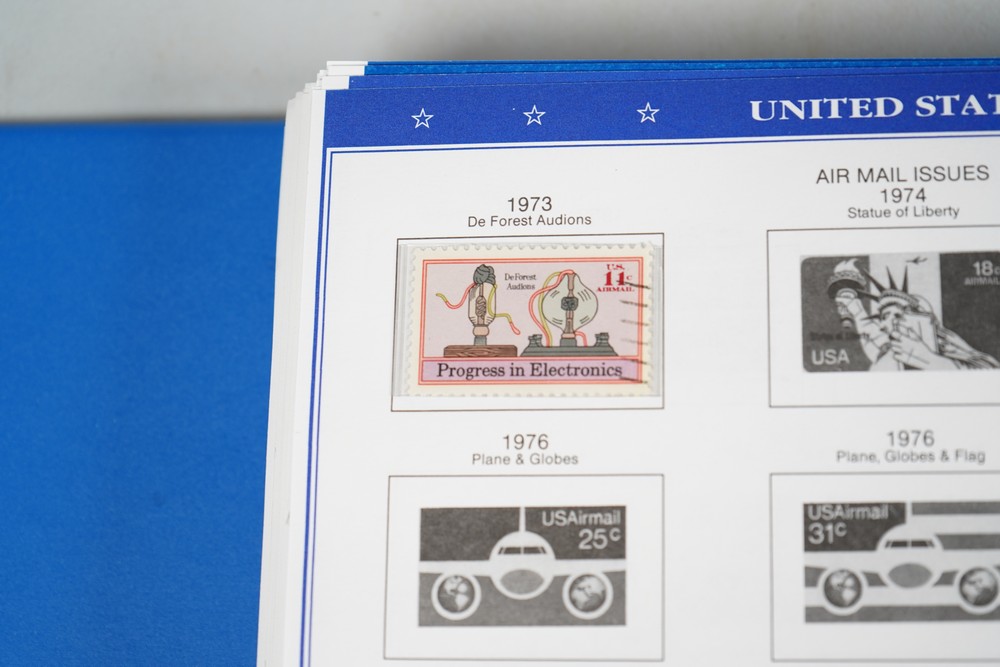 UNITED STAT
1973
De Forest Audions
De Forest
Audions
U.S.
11c
AIRMAIL
Progress in Electronics
AIR MAIL ISSUES
1974
Statue of Liberty
18c
USA
1976
Plane & Globes
USAirmail
25c
1976
Plane, Globes & Flag
USAirmail
31c